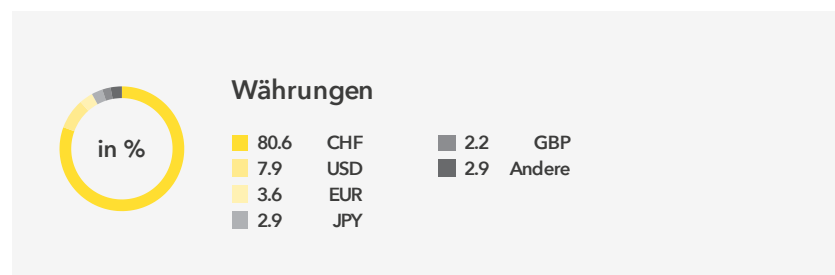 Währungen
in %
80.6 CHF
7.9 USD
3.6 EUR
2.9 JPY
2.2 GBP
2.9 Andere